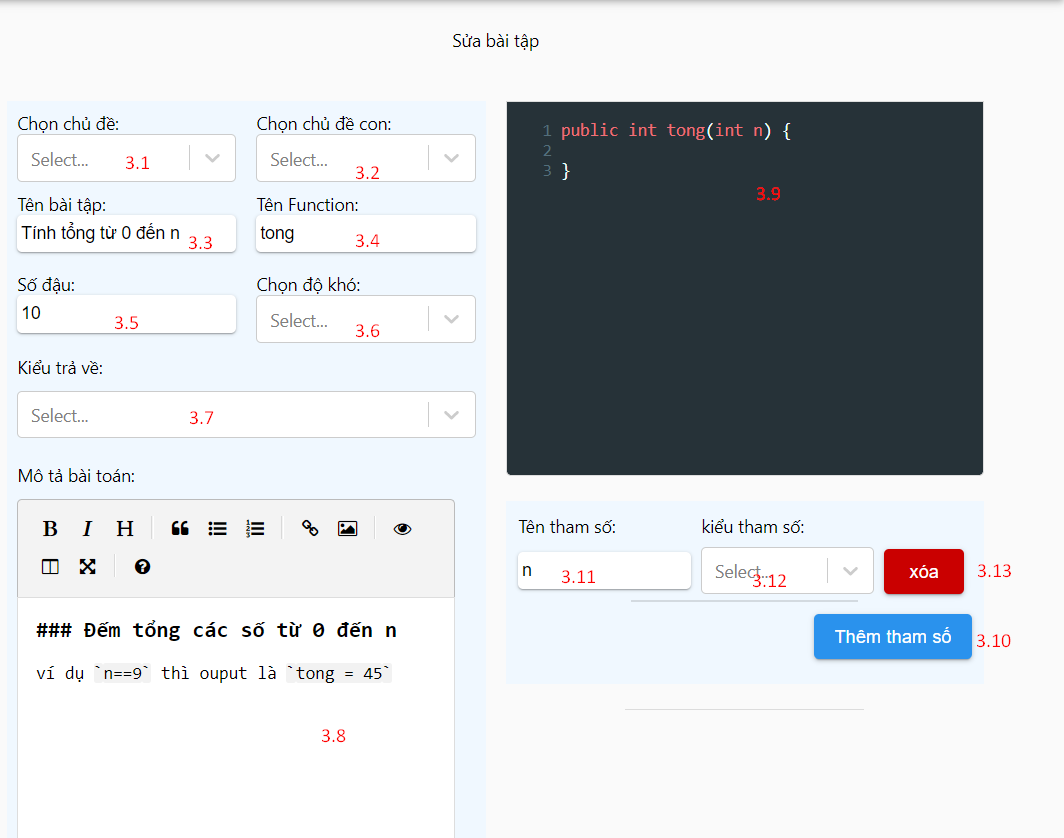 Sửa bài tập
Chọn chủ đề:
Chọn chủ đề con:
Select...
3.1
Select...
3.2
Tên bài tập:
Tên Function:
Tính tổng từ 0 đến n
3.3
tong
3.4
Số đậu:
Chọn độ khó:
10
3.5
Select...
3.6
Kiểu trả về:
Select...
3.7
Mô tả bài toán:
B I H
### Đếm tổng các số từ 0 đến n
ví dụ `n==9` thì ouput là `tong = 45`
3.8
1 public int tong(int n) {
2
3 }
3.9
Tên tham số:
kiểu tham số:
n
3.11
Select...
3.12
xóa
3.13
Thêm tham số
3.10